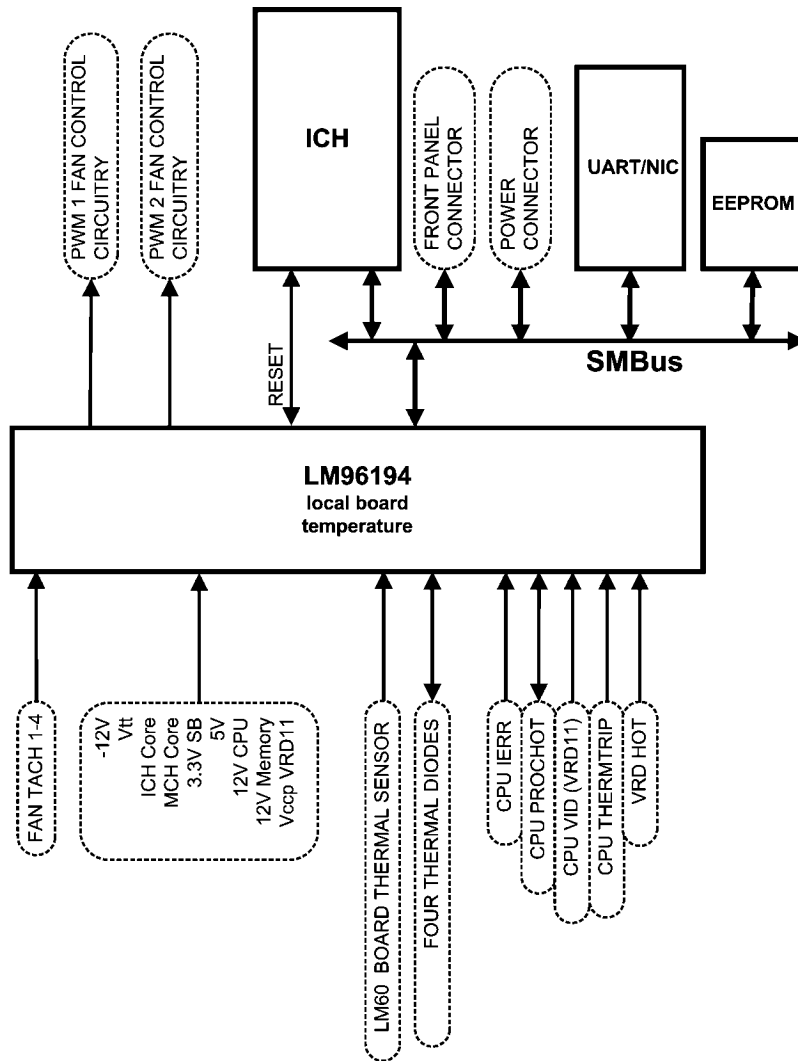 PWM 1 FAN CONTROL
CIRCUITRY
PWM 2 FAN CONTROL
CIRCUITRY
ICH
FRONT PANEL
CONNECTOR
POWER
CONNECTOR
UART/NIC
EEPROM
RESET
SMBus
LM96194
local board
temperature
FAN TACH 1-4
-12V
Vtt
ICH Core
MCH Core
3.3V SB
5V
12V CPU
12V Memory
Vccp VRD11
LM60 BOARD THERMAL SENSOR
FOUR THERMAL DIODES
CPU IERR
CPU PROCHOT
CPU VID (VRD11)
CPU THERMTRIP
VRD HOT